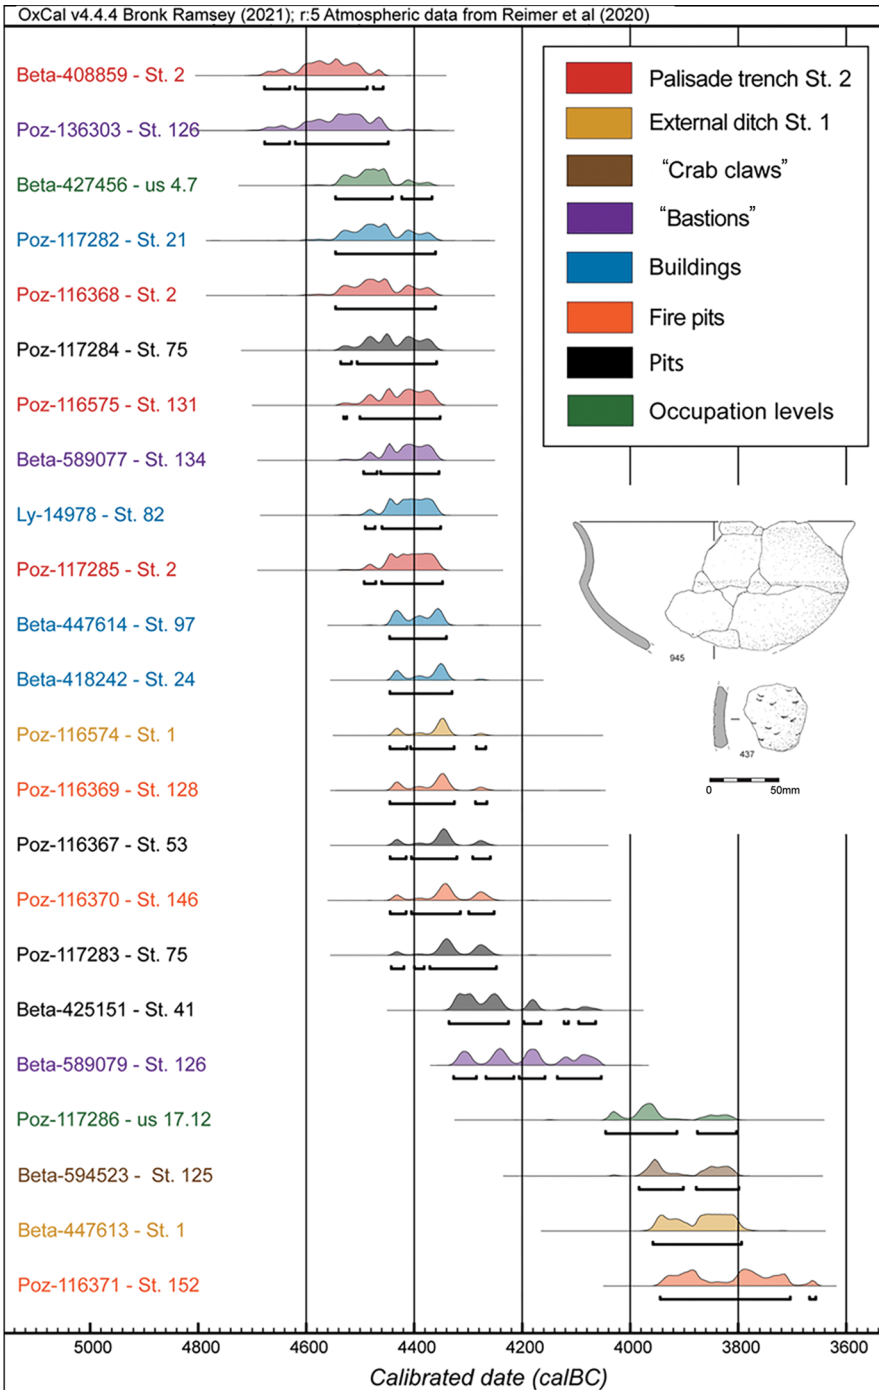 OxCal v4.4.4 Bronk Ramsey (2021); r:5 Atmospheric data from Reimer et al (2020)
Palisade trench St. 2
External ditch St. 1
“Crab claws”
“Bastions”
Buildings
Fire pits
Pits
Occupation levels
Beta-408859 - St. 2
Poz-136303 - St. 126
Beta-427456 - us 4.7
Poz-117282 - St. 21
Poz-116368 - St. 2
Poz-117284 - St. 75
Poz-116575 - St. 131
Beta-589077 - St. 134
Ly-14978 - St. 82
Poz-117285 - St. 2
Beta-447614 - St. 97
Beta-418242 - St. 24
Poz-116574 - St. 1
Poz-116369 - St. 128
Poz-116367 - St. 53
Poz-116370 - St. 146
Poz-117283 - St. 75
Beta-425151 - St. 41
Beta-589079 - St. 126
Poz-117286 - us 17.12
Beta-594523 - St. 125
Beta-447613 - St. 1
Poz-116371 - St. 152
945
437
0 50mm
5000 4800 4600 4400 4200 4000 3800 3600
Calibrated date (calBC)